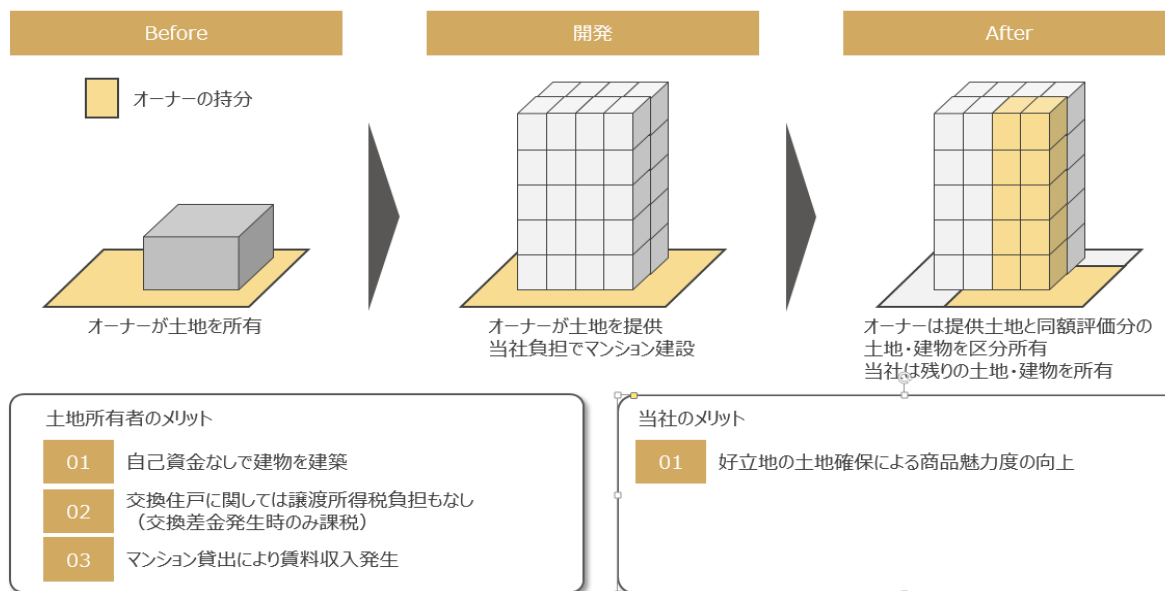 Before
開発
After
オーナーの持分
オーナーが土地を所有
オーナーが土地を提供
当社負担でマンション建設
オーナーは提供土地と同額評価分の
土地・建物を区分所有
当社は残りの土地・建物を所有
土地所有者のメリット
01 自己資金なしで建物を建築
02 交換住戸に関しては譲渡所得税負担もなし
（交換差金発生時のみ課税）
03 マンション貸出により賃料収入発生
当社のメリット
01 好立地の土地確保による商品魅力度の向上